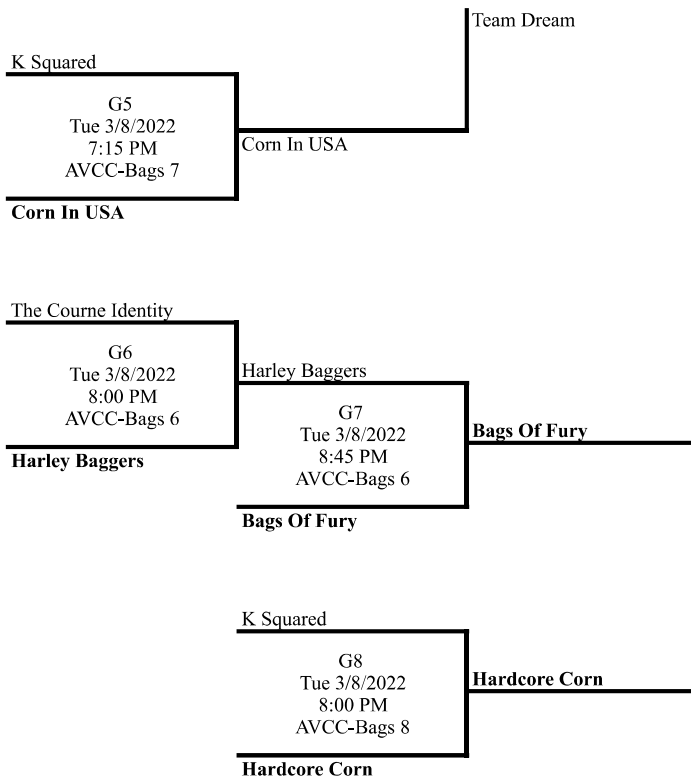 Team Dream
K Squared
G5
Tue 3/8/2022
7:15 PM
AVCC-Bags 7
Corn In USA
Corn In USA
The Courne Identity
G6
Tue 3/8/2022
8:00 PM
AVCC-Bags 6
Harley Baggers
Harley Baggers
G7
Tue 3/8/2022
8:45 PM
AVCC-Bags 6
Bags Of Fury
Bags Of Fury
K Squared
G8
Tue 3/8/2022
8:00 PM
AVCC-Bags 8
Hardcore Corn
Hardcore Corn